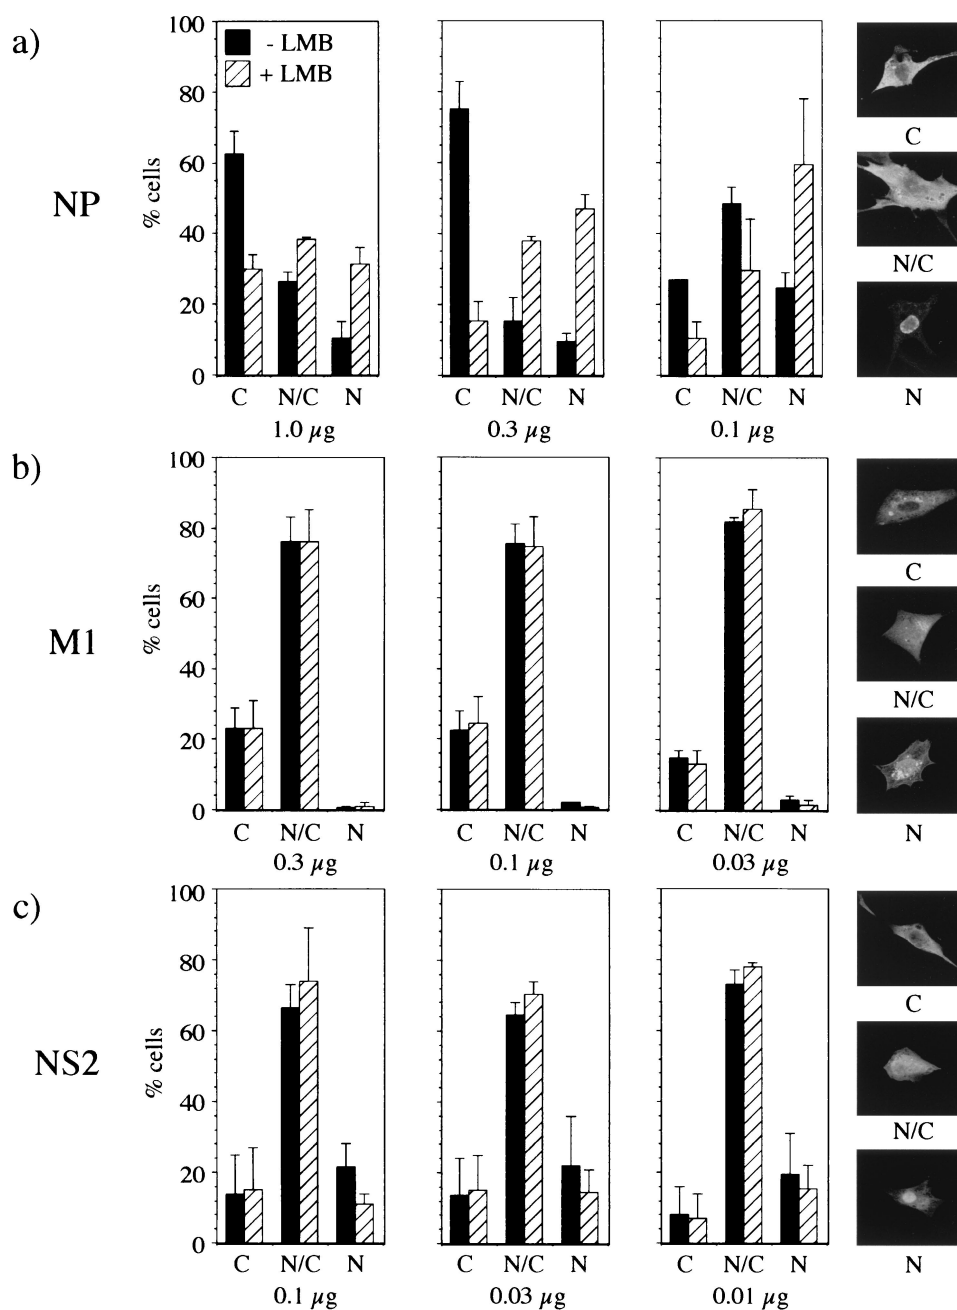 a)
NP
% cells
100
80
60
40
20
0
- LMB
+ LMB
C N/C N
1.0 µg
C N/C N
0.3 µg
C N/C N
0.1 µg
C
N/C
N
b)
M1
% cells
100
80
60
40
20
0
C N/C N
0.3 µg
C N/C N
0.1 µg
C N/C N
0.03 µg
C
N/C
N
c)
NS2
% cells
100
80
60
40
20
0
C N/C N
0.1 µg
C N/C N
0.03 µg
C N/C N
0.01 µg
C
N/C
N